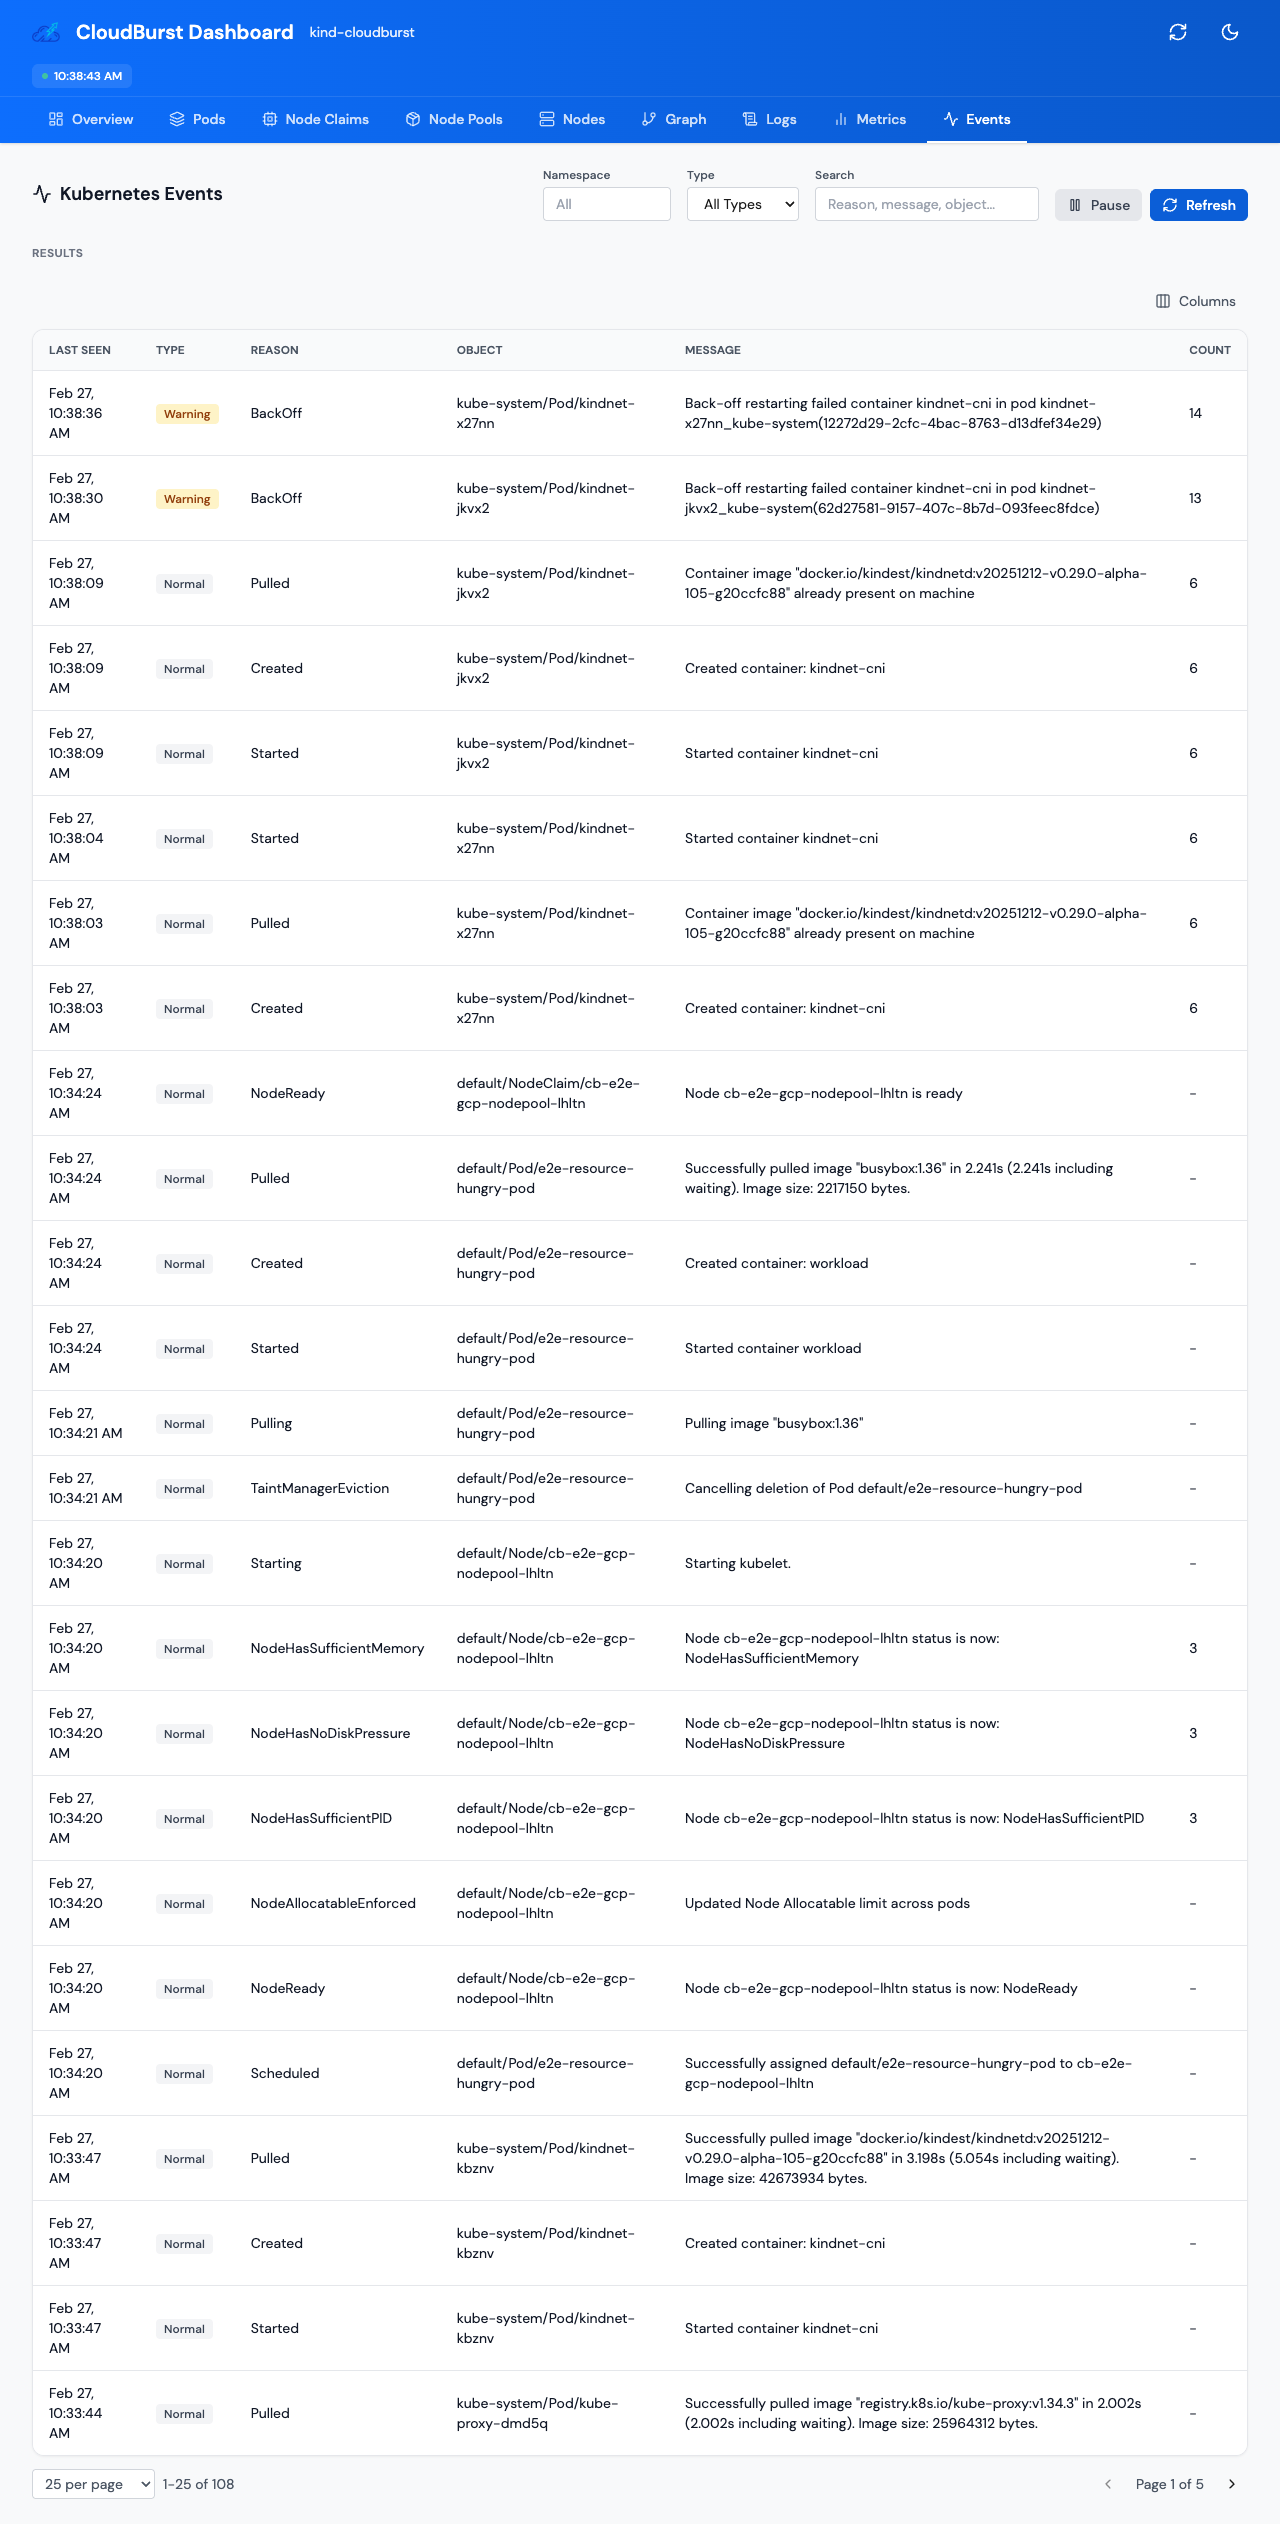 CloudBurst Dashboard kind-cloudburst
10:38:43 AM
Overview Pods Node Claims Node Pools Nodes Graph Logs Metrics Events
Kubernetes Events
Namespace
All
Type
All Types
Search
Reason, message, object...
Pause
Refresh
RESULTS
Columns
LAST SEEN TYPE REASON OBJECT MESSAGE COUNT
Feb 27,
10:38:36
AM
Warning
BackOff
kube-system/Pod/kindnet-
x27nn
Back-off restarting failed container kindnet-cni in pod kindnet-
x27nn_kube-system(12272d29-2cfc-4bac-8763-d13dfef34e29)
14
Feb 27,
10:38:30
AM
Warning
BackOff
kube-system/Pod/kindnet-
jkvx2
Back-off restarting failed container kindnet-cni in pod kindnet-
jkvx2_kube-system(62d27581-9157-407c-8b7d-093feec8fdce)
13
Feb 27,
10:38:09
AM
Normal
Pulled
kube-system/Pod/kindnet-
jkvx2
Container image "docker.io/kindest/kindnetd:v20251212-v0.29.0-alpha-
105-g20ccfc88" already present on machine
6
Feb 27,
10:38:09
AM
Normal
Created
kube-system/Pod/kindnet-
jkvx2
Created container: kindnet-cni
6
Feb 27,
10:38:09
AM
Normal
Started
kube-system/Pod/kindnet-
jkvx2
Started container kindnet-cni
6
Feb 27,
10:38:04
AM
Normal
Started
kube-system/Pod/kindnet-
x27nn
Started container kindnet-cni
6
Feb 27,
10:38:03
AM
Normal
Pulled
kube-system/Pod/kindnet-
x27nn
Container image "docker.io/kindest/kindnetd:v20251212-v0.29.0-alpha-
105-g20ccfc88" already present on machine
6
Feb 27,
10:38:03
AM
Normal
Created
kube-system/Pod/kindnet-
x27nn
Created container: kindnet-cni
6
Feb 27,
10:34:24
AM
Normal
NodeReady
default/NodeClaim/cb-e2e-
gcp-nodepool-lhltn
Node cb-e2e-gcp-nodepool-lhltn is ready
-
Feb 27,
10:34:24
AM
Normal
Pulled
default/Pod/e2e-resource-
hungry-pod
Successfully pulled image "busybox:1.36" in 2.241s (2.241s including
waiting). Image size: 2217150 bytes.
-
Feb 27,
10:34:24
AM
Normal
Created
default/Pod/e2e-resource-
hungry-pod
Created container: workload
-
Feb 27,
10:34:24
AM
Normal
Started
default/Pod/e2e-resource-
hungry-pod
Started container workload
-
Feb 27,
10:34:21 AM
Normal
Pulling
default/Pod/e2e-resource-
hungry-pod
Pulling image "busybox:1.36"
-
Feb 27,
10:34:21 AM
Normal
TaintManagerEviction
default/Pod/e2e-resource-
hungry-pod
Cancelling deletion of Pod default/e2e-resource-hungry-pod
-
Feb 27,
10:34:20
AM
Normal
Starting
default/Node/cb-e2e-gcp-
nodepool-lhltn
Starting kubelet.
-
Feb 27,
10:34:20
AM
Normal
NodeHasSufficientMemory
default/Node/cb-e2e-gcp-
nodepool-lhltn
Node cb-e2e-gcp-nodepool-lhltn status is now:
NodeHasSufficientMemory
3
Feb 27,
10:34:20
AM
Normal
NodeHasNoDiskPressure
default/Node/cb-e2e-gcp-
nodepool-lhltn
Node cb-e2e-gcp-nodepool-lhltn status is now:
NodeHasNoDiskPressure
3
Feb 27,
10:34:20
AM
Normal
NodeHasSufficientPID
default/Node/cb-e2e-gcp-
nodepool-lhltn
Node cb-e2e-gcp-nodepool-lhltn status is now: NodeHasSufficientPID
3
Feb 27,
10:34:20
AM
Normal
NodeAllocatableEnforced
default/Node/cb-e2e-gcp-
nodepool-lhltn
Updated Node Allocatable limit across pods
-
Feb 27,
10:34:20
AM
Normal
NodeReady
default/Node/cb-e2e-gcp-
nodepool-lhltn
Node cb-e2e-gcp-nodepool-lhltn status is now: NodeReady
-
Feb 27,
10:34:20
AM
Normal
Scheduled
default/Pod/e2e-resource-
hungry-pod
Successfully assigned default/e2e-resource-hungry-pod to cb-e2e-
gcp-nodepool-lhltn
-
Feb 27,
10:33:47
AM
Normal
Pulled
kube-system/Pod/kindnet-
kbznv
Successfully pulled image "docker.io/kindest/kindnetd:v20251212-
v0.29.0-alpha-105-g20ccfc88" in 3.198s (5.054s including waiting).
Image size: 42673934 bytes.
-
Feb 27,
10:33:47
AM
Normal
Created
kube-system/Pod/kindnet-
kbznv
Created container: kindnet-cni
-
Feb 27,
10:33:47
AM
Normal
Started
kube-system/Pod/kindnet-
kbznv
Started container kindnet-cni
-
Feb 27,
10:33:44
AM
Normal
Pulled
kube-system/Pod/kube-
proxy-dmd5q
Successfully pulled image "registry.k8s.io/kube-proxy:v1.34.3" in 2.002s
(2.002s including waiting). Image size: 25964312 bytes.
-
25 per page 1-25 of 108 Page 1 of 5